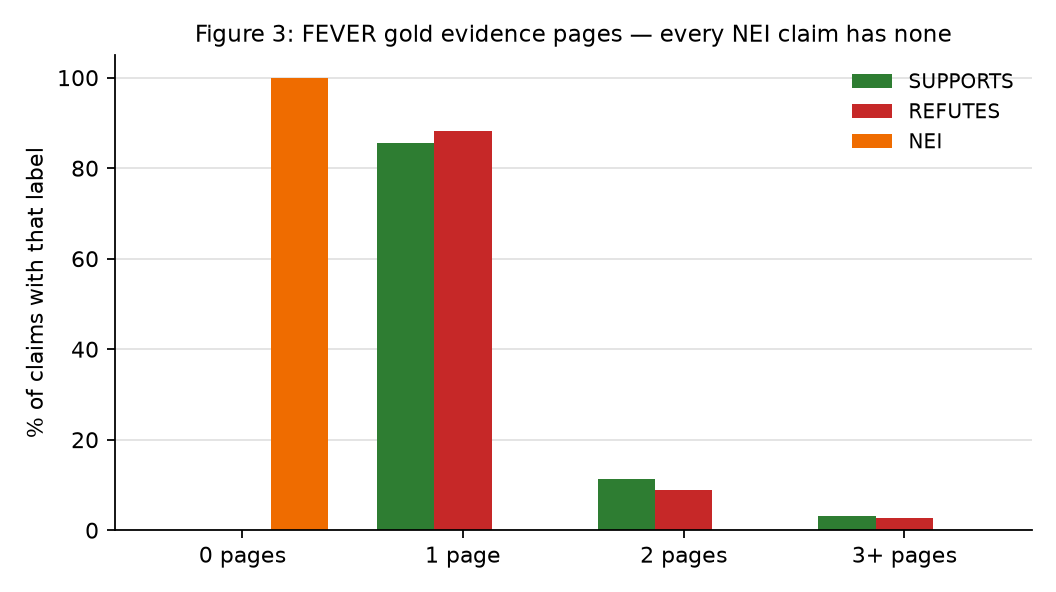 Figure 3: FEVER gold evidence pages — every NEI claim has none
% of claims with that label
100
80
60
40
20
0
SUPPORTS
REFUTES
NEI
0 pages
1 page
2 pages
3+ pages